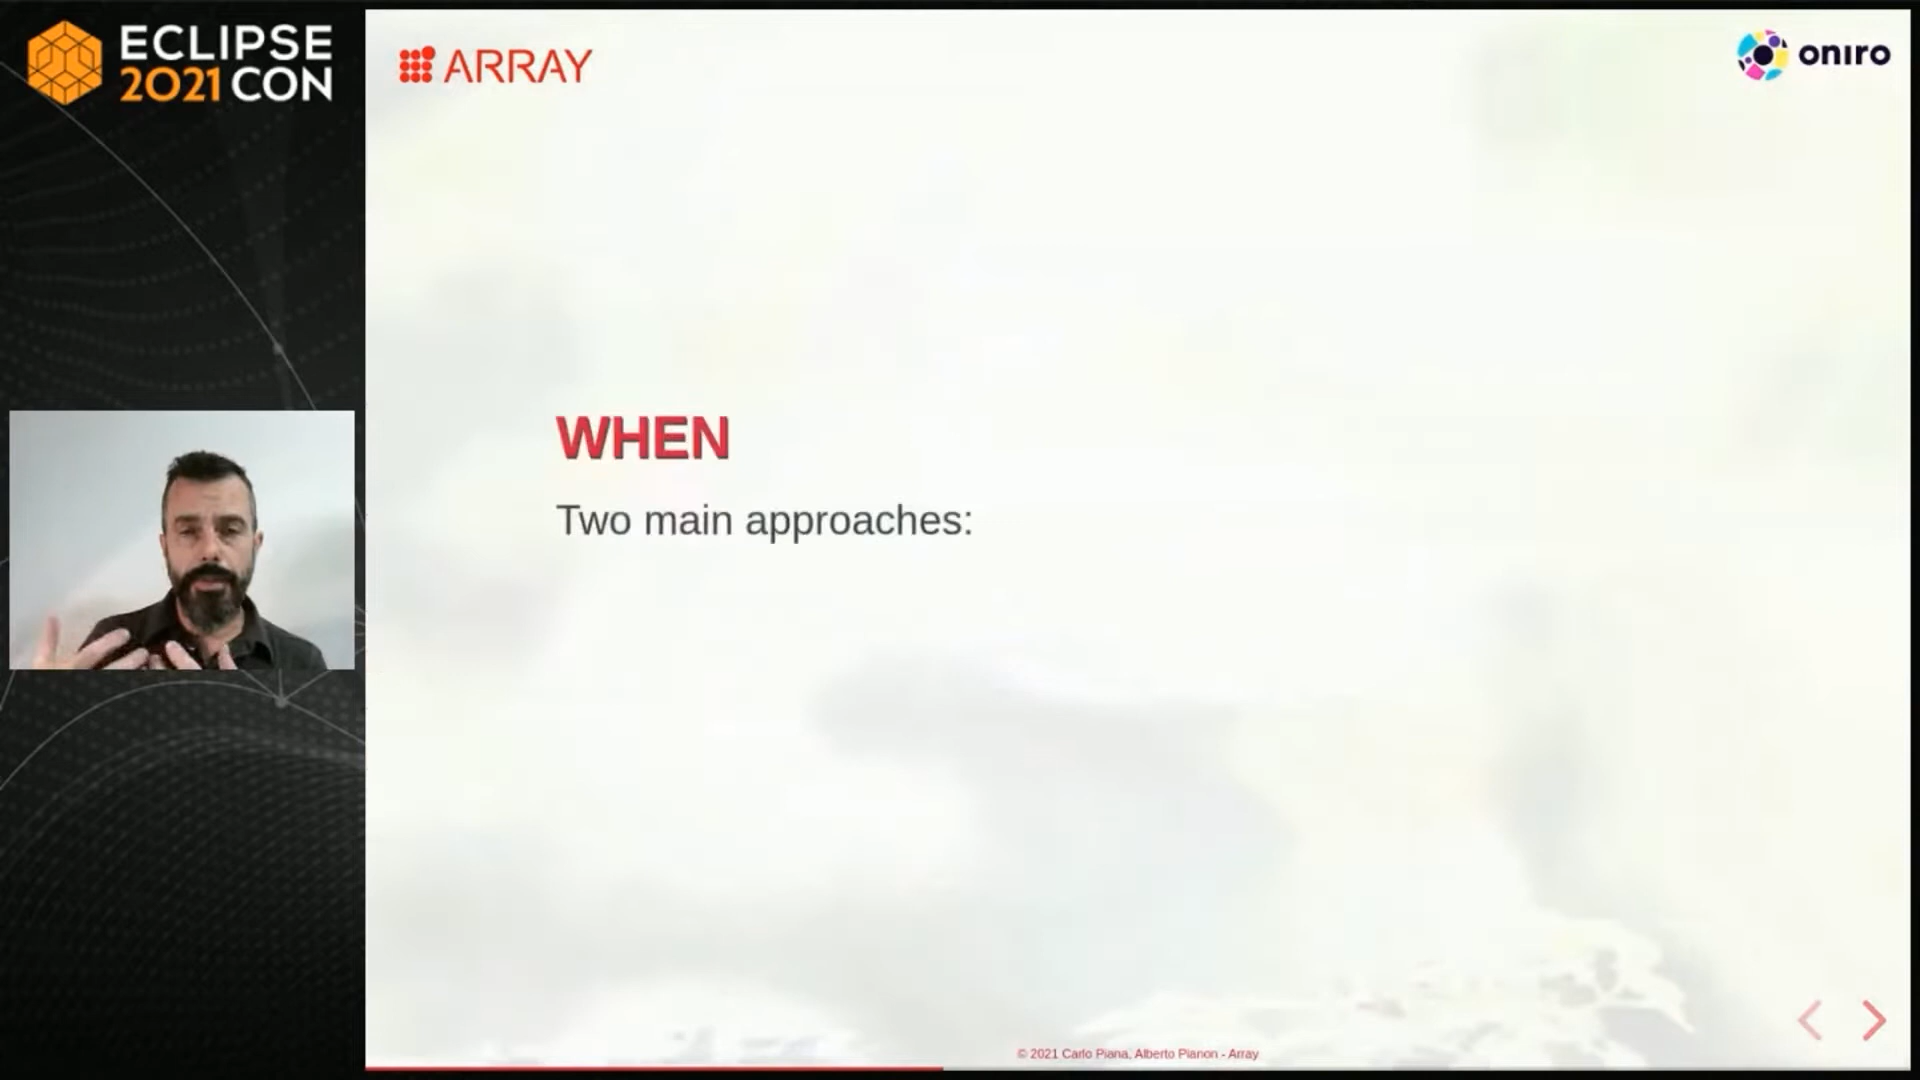 ECLIPSE
2021 CON
ARRAY
oniro
WHEN
Two main approaches:
© 2021 Carlo Piana, Alberto Pianon - Array